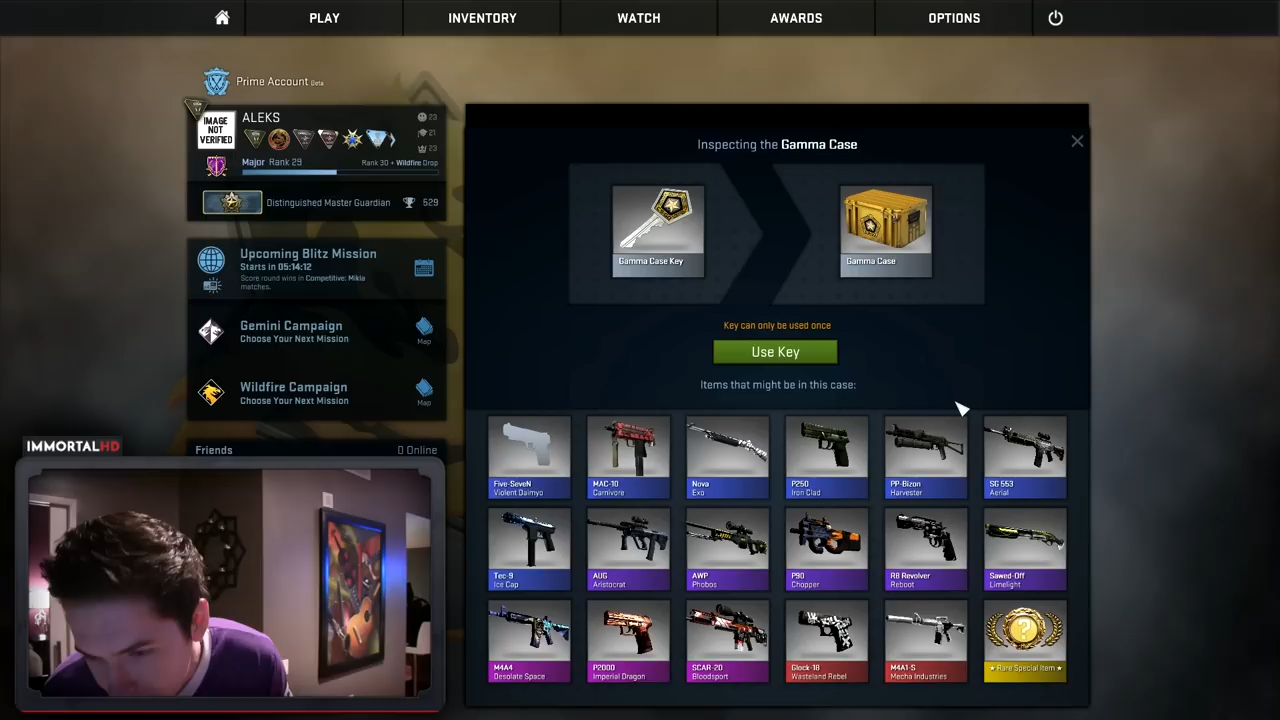 PLAY
INVENTORY
WATCH
AWARDS
OPTIONS
Prime Account Beta
IMAGE
NOT
VERIFIED
ALEKS
23
21
23
Major Rank 29
Rank 30 + Wildfire Drop
Distinguished Master Guardian
529
Upcoming Blitz Mission
Starts in 05:14:12
Score round wins in Competitive: Mikla
matches.
Gemini Campaign
Choose Your Next Mission
Map
Wildfire Campaign
Choose Your Next Mission
Map
Friends
0 Online
IMMORTALHD
Inspecting the Gamma Case
Gamma Case Key
Gamma Case
Key can only be used once
Use Key
Items that might be in this case:
Five-SeveN
Violent Daimyo
MAC-10
Carnivore
Nova
Exo
P250
Iron Clad
PP-Bizon
Harvester
SG 553
Aerial
Tec-9
Ice Cap
AUG
Aristocrat
AWP
Phobos
P90
Chopper
R8 Revolver
Reboot
Sawed-Off
Limelight
M4A4
Desolate Space
P2000
Imperial Dragon
SCAR-20
Bloodsport
Glock-18
Wasteland Rebel
M4A1-S
Mecha Industries
?
★ Rare Special Item ★